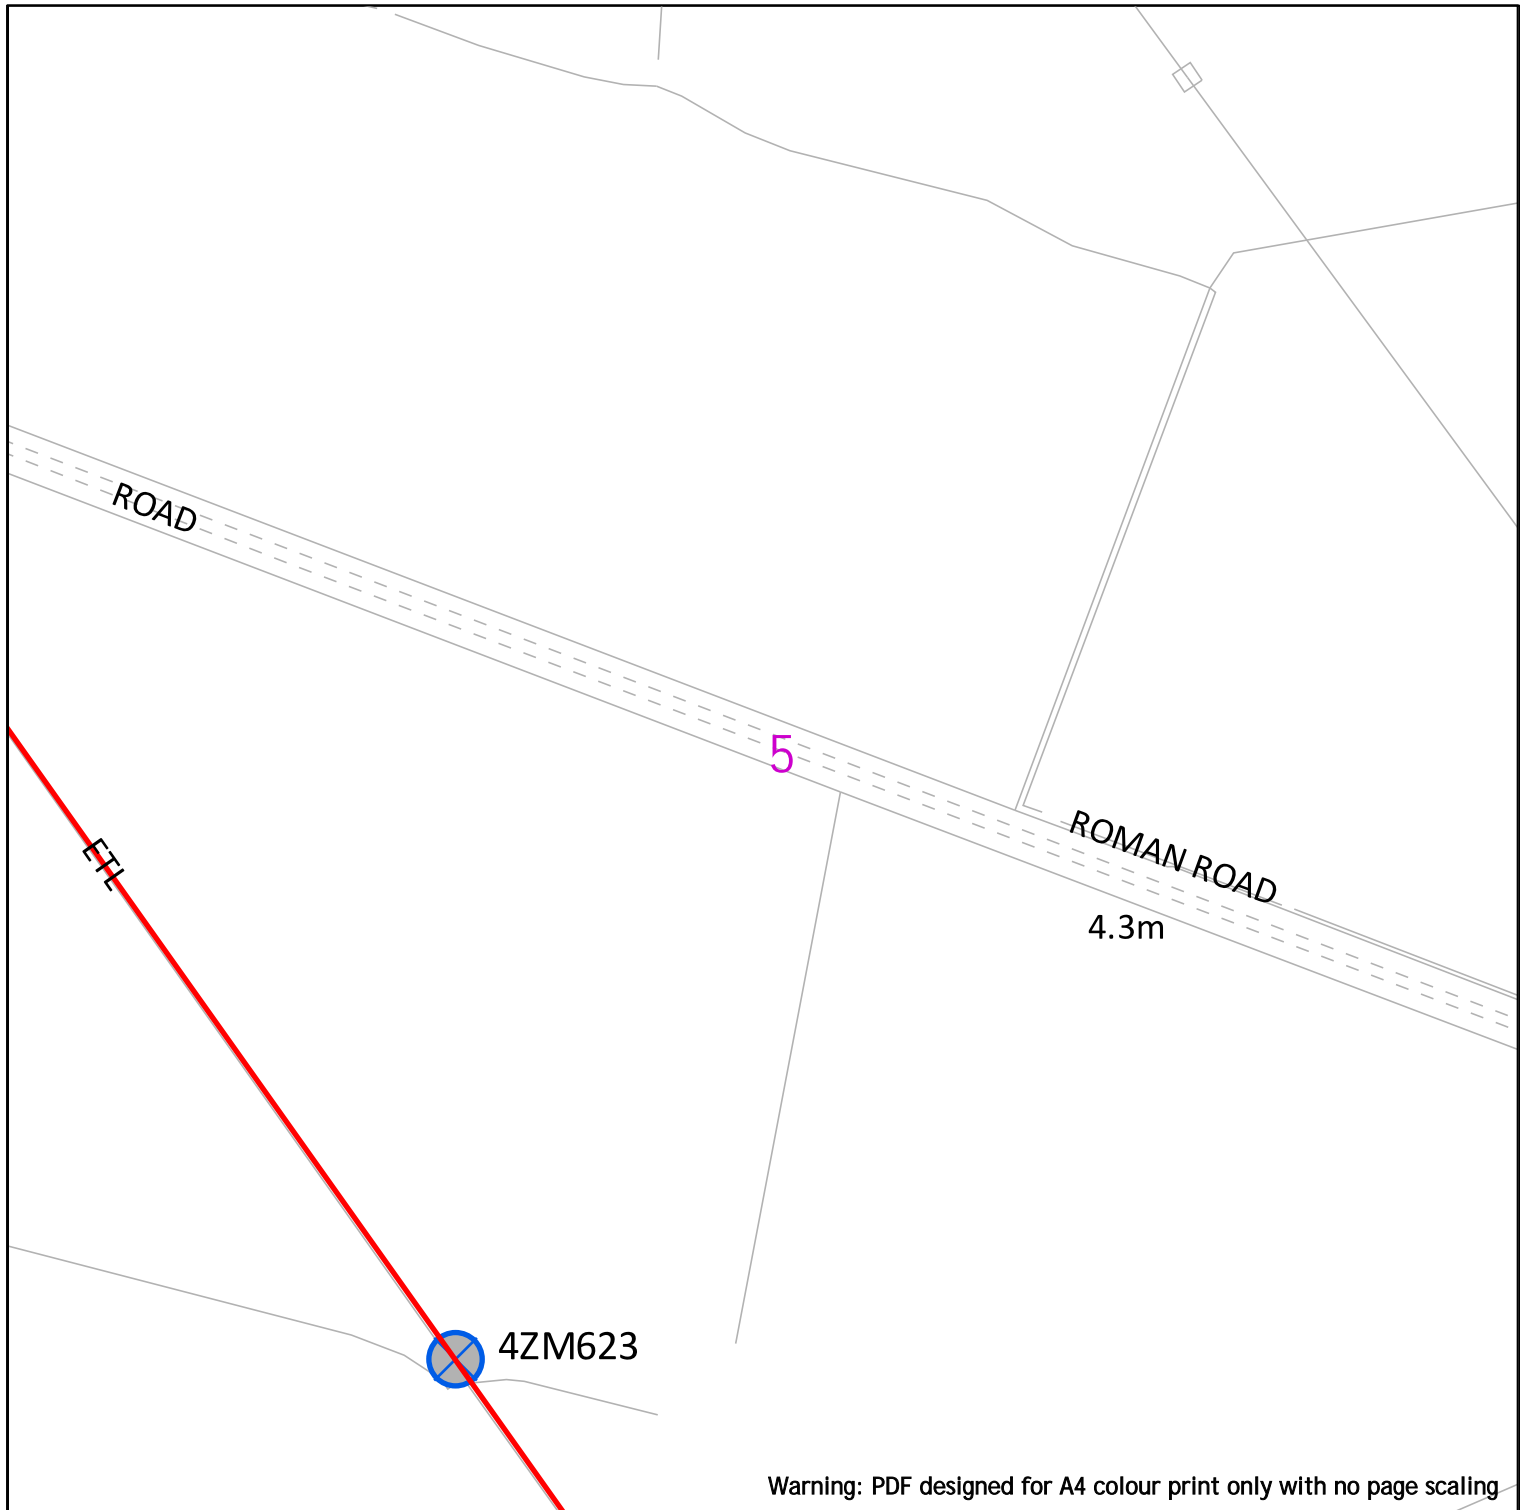 ROAD
5
ROMAN ROAD
ETL
4.3m
4ZM623
Warning: PDF designed for A4 colour print only with no page scaling